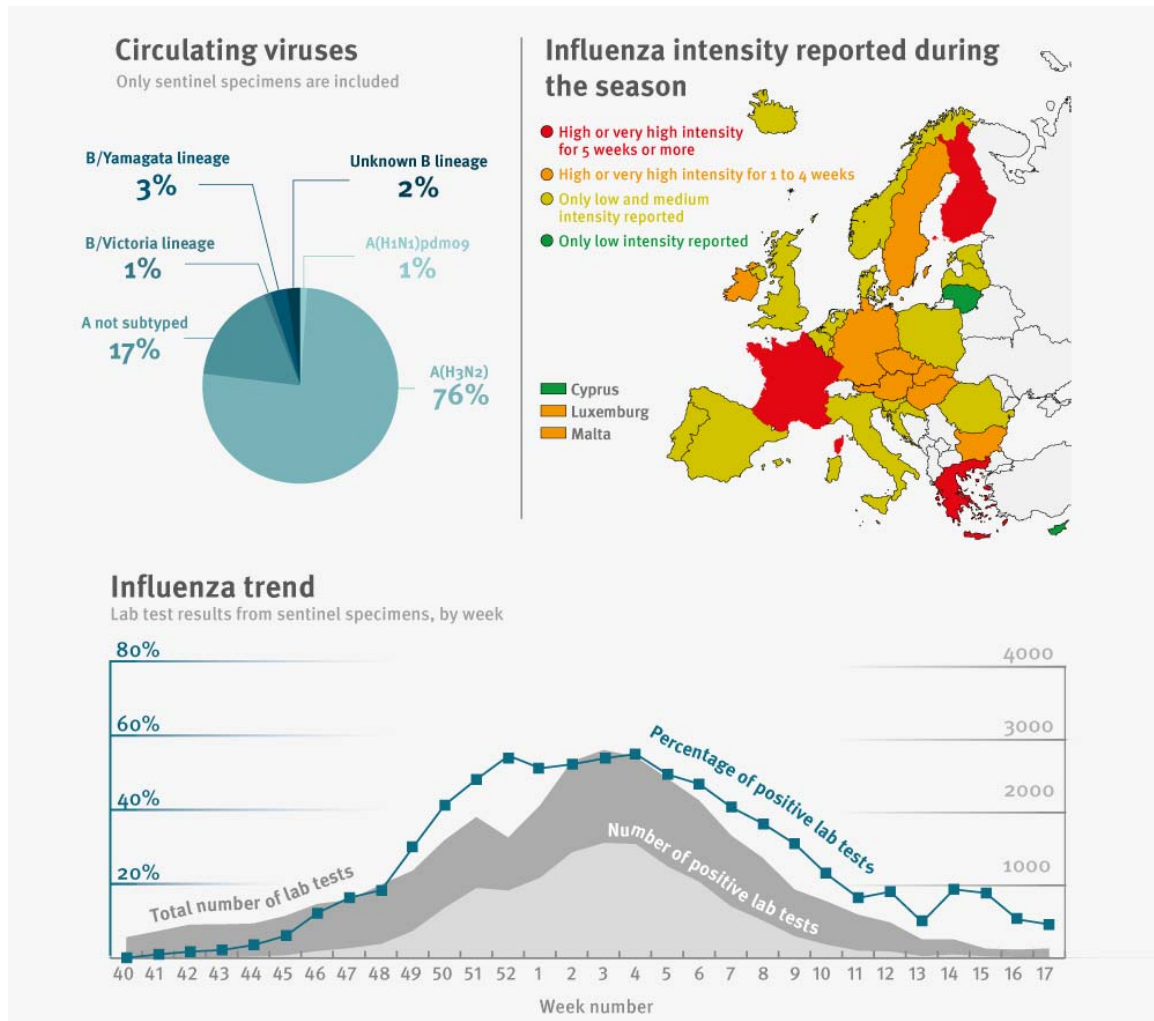 Circulating viruses
Only sentinel specimens are included
B/Yamagata lineage
3%
Unknown B lineage
2%
B/Victoria lineage
1%
A(H1N1)pdm09
1%
A not subtyped
17%
A(H3N2)
76%
Influenza intensity reported during
the season
High or very high intensity
for 5 weeks or more
High or very high intensity for 1 to 4 weeks
Only low and medium
intensity reported
Only low intensity reported
Cyprus
Luxemburg
Malta
Influenza trend
Lab test results from sentinel specimens, by week
80%
60%
40%
20%
4000
3000
2000
1000
Percentage of positive lab tests
Number of positive lab tests
Total number of lab tests
40 41 42 43 44 45 46 47 48 49 50 51 52 1 2 3 4 5 6 7 8 9 10 11 12 13 14 15 16 17
Week number